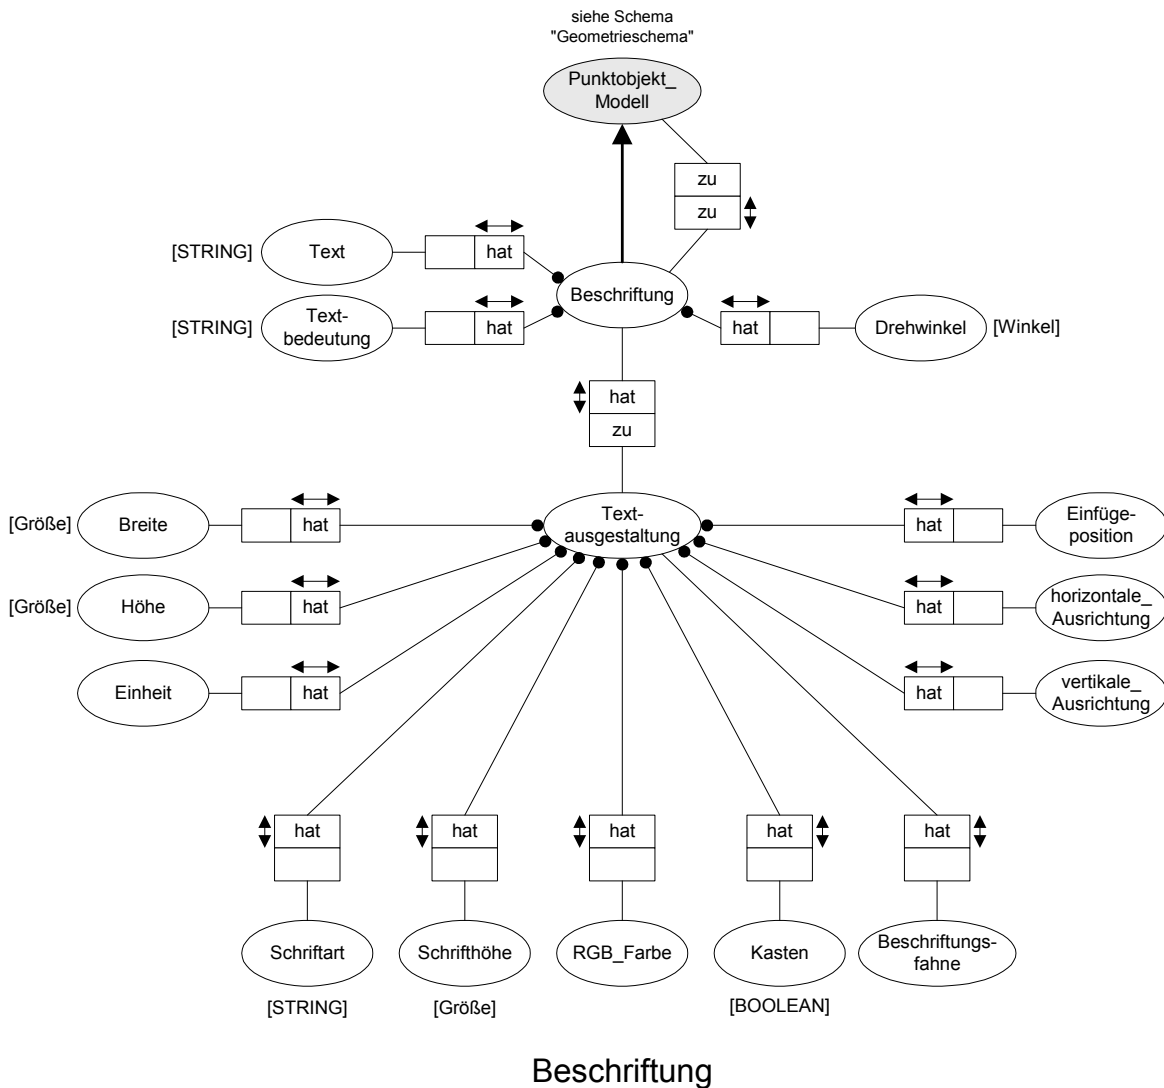 siehe Schema
"Geometrieschema"
Punktobjekt_
Modell
zu
zu
[STRING]
Text
hat
Beschriftung
[STRING]
Text-
bedeutung
hat
hat
Drehwinkel
[Winkel]
hat
zu
[Größe]
Breite
hat
Text-
ausgestaltung
hat
Einfüge-
position
[Größe]
Höhe
hat
hat
horizontale_
Ausrichtung
Einheit
hat
hat
vertikale_
Ausrichtung
hat
hat
hat
hat
hat
Schriftart
Schrifthöhe
RGB_Farbe
Kasten
Beschriftungs-
fahne
[STRING]
[Größe]
[BOOLEAN]
Beschriftung